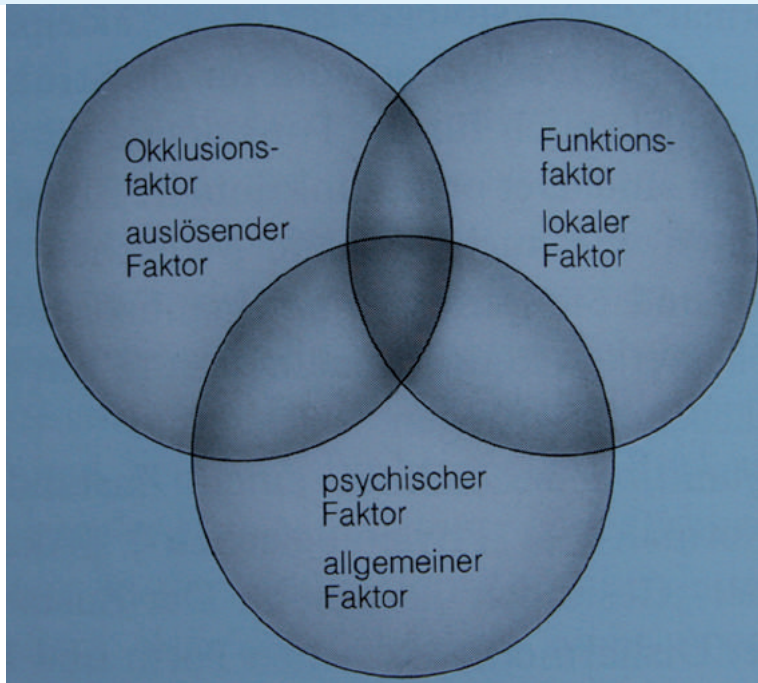 Okklusions-
faktor
auslösender
Faktor
Funktions-
faktor
lokaler
Faktor
psychischer
Faktor
allgemeiner
Faktor